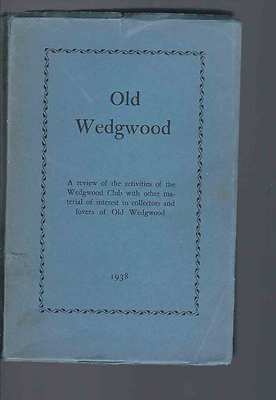 Old
Wedgwood
A review of the activities of the
Wedgwood Club with other ma-
terial of interest to collectors and
lovers of Old Wedgwood
1938